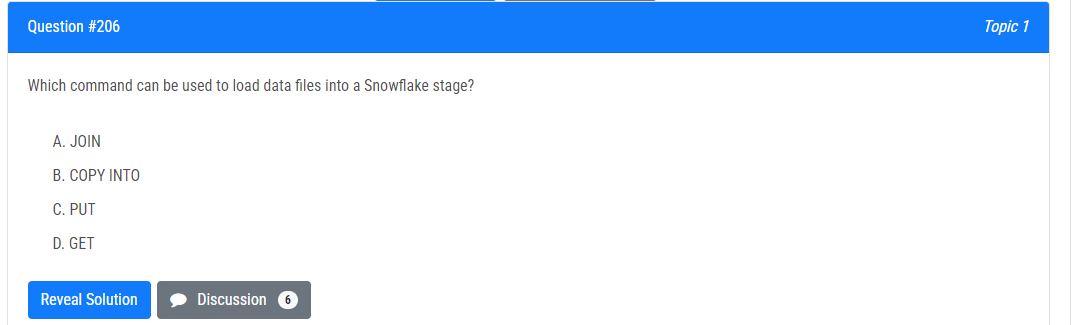 Question #206
Topic 1
Which command can be used to load data files into a Snowflake stage?
A. JOIN
B. COPY INTO
C. PUT
D. GET
Reveal Solution
Discussion 6